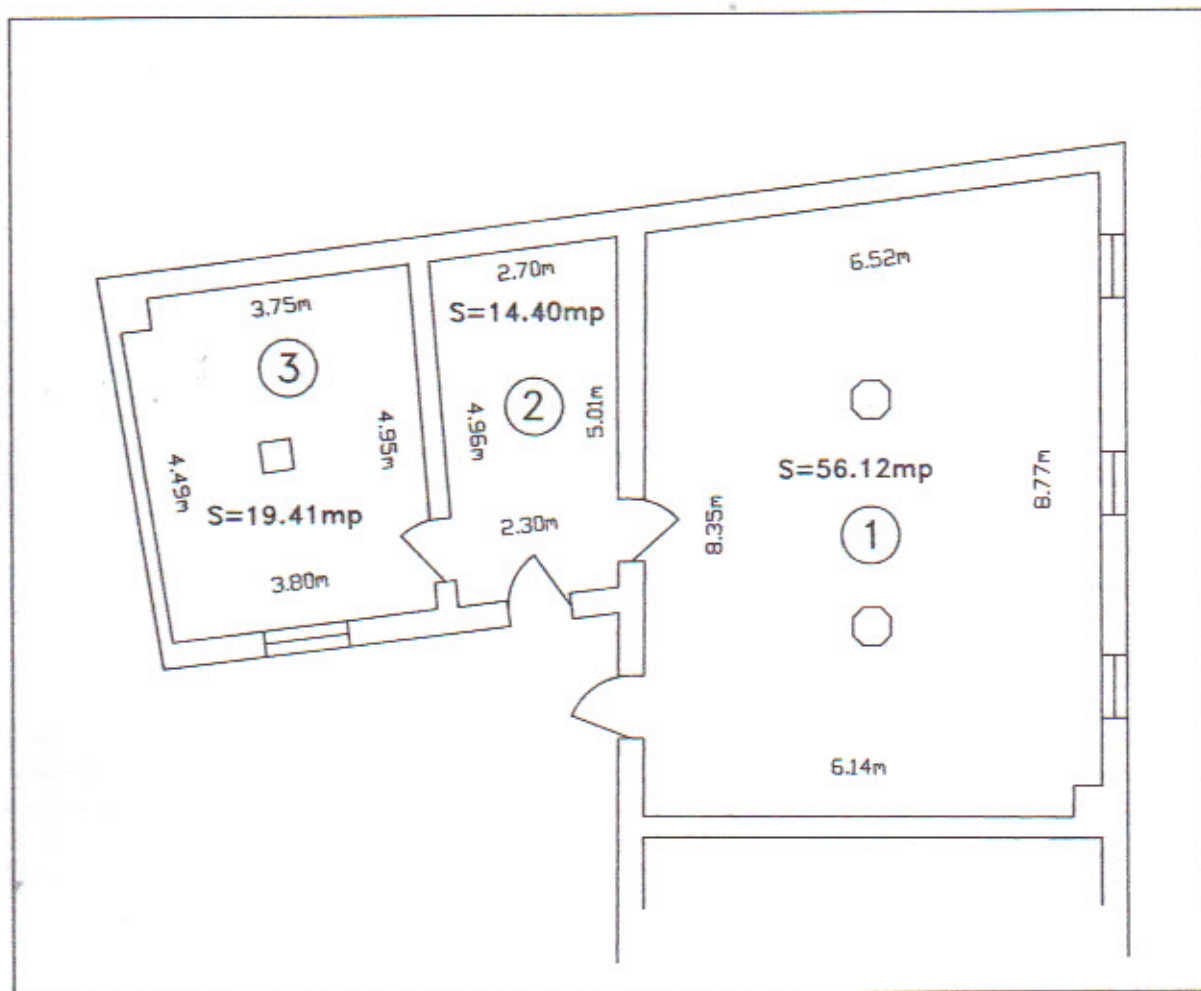 6.52m
2.70m
S=14.40mp
3.75m
3
2
4.96m
5.01m
4.95m
4.49m
S=19.41mp
S=56.12mp
8.77m
8.35m
1
2.30m
3.80m
6.14m